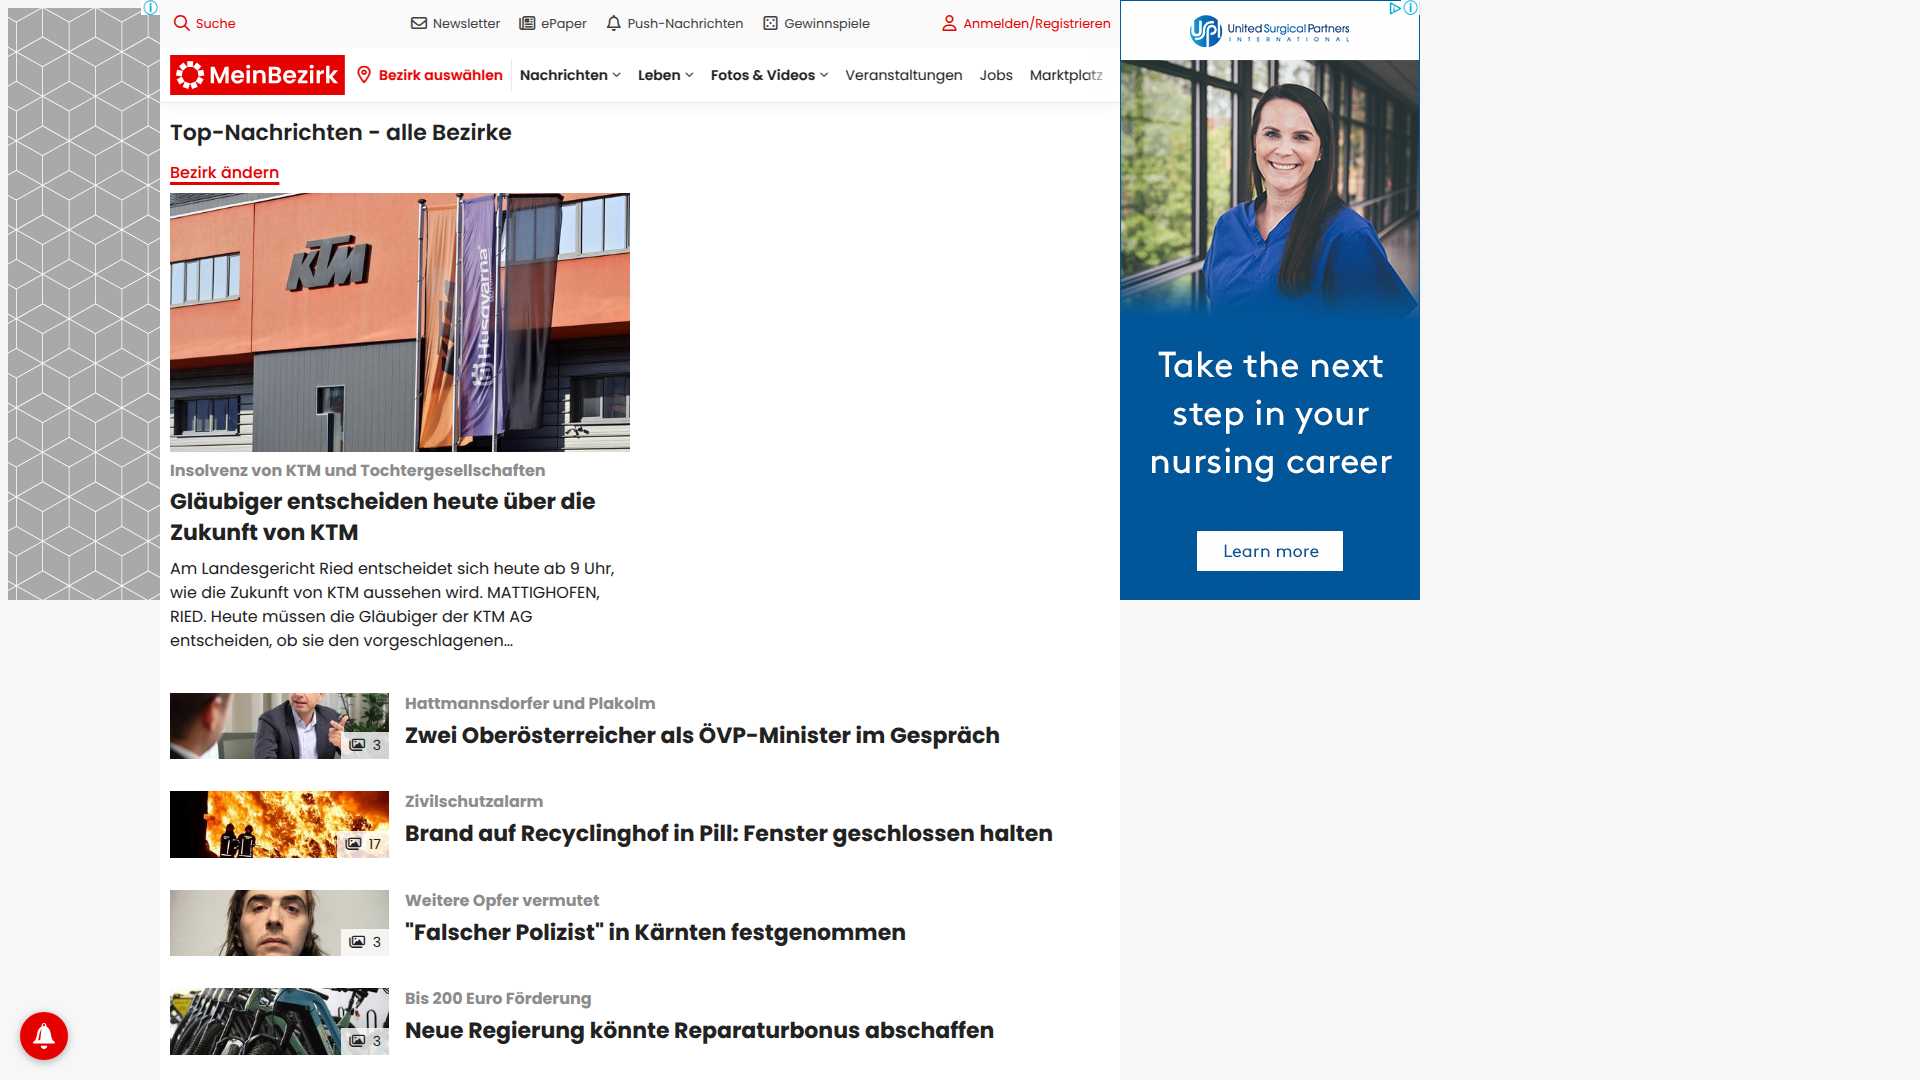 Suche
Newsletter
ePaper
Push-Nachrichten
Gewinnspiele
Anmelden/Registrieren
MeinBezirk
Bezirk auswählen
Nachrichten
Leben
Fotos & Videos
Veranstaltungen
Jobs
Marktplatz
Top-Nachrichten - alle Bezirke
Bezirk ändern
KTM
Husqvarna
Insolvenz von KTM und Tochtergesellschaften
Gläubiger entscheiden heute über die
Zukunft von KTM
Am Landesgericht Ried entscheidet sich heute ab 9 Uhr,
wie die Zukunft von KTM aussehen wird. MATTIGHOFEN,
RIED. Heute müssen die Gläubiger der KTM AG
entscheiden, ob sie den vorgeschlagenen...
3
Hattmannsdorfer und Plakolm
Zwei Oberösterreicher als ÖVP-Minister im Gespräch
17
Zivilschutzalarm
Brand auf Recyclinghof in Pill: Fenster geschlossen halten
3
Weitere Opfer vermutet
"Falscher Polizist" in Kärnten festgenommen
3
Bis 200 Euro Förderung
Neue Regierung könnte Reparaturbonus abschaffen
USPI
United Surgical Partners
INTERNATIONAL
Take the next
step in your
nursing career
Learn more